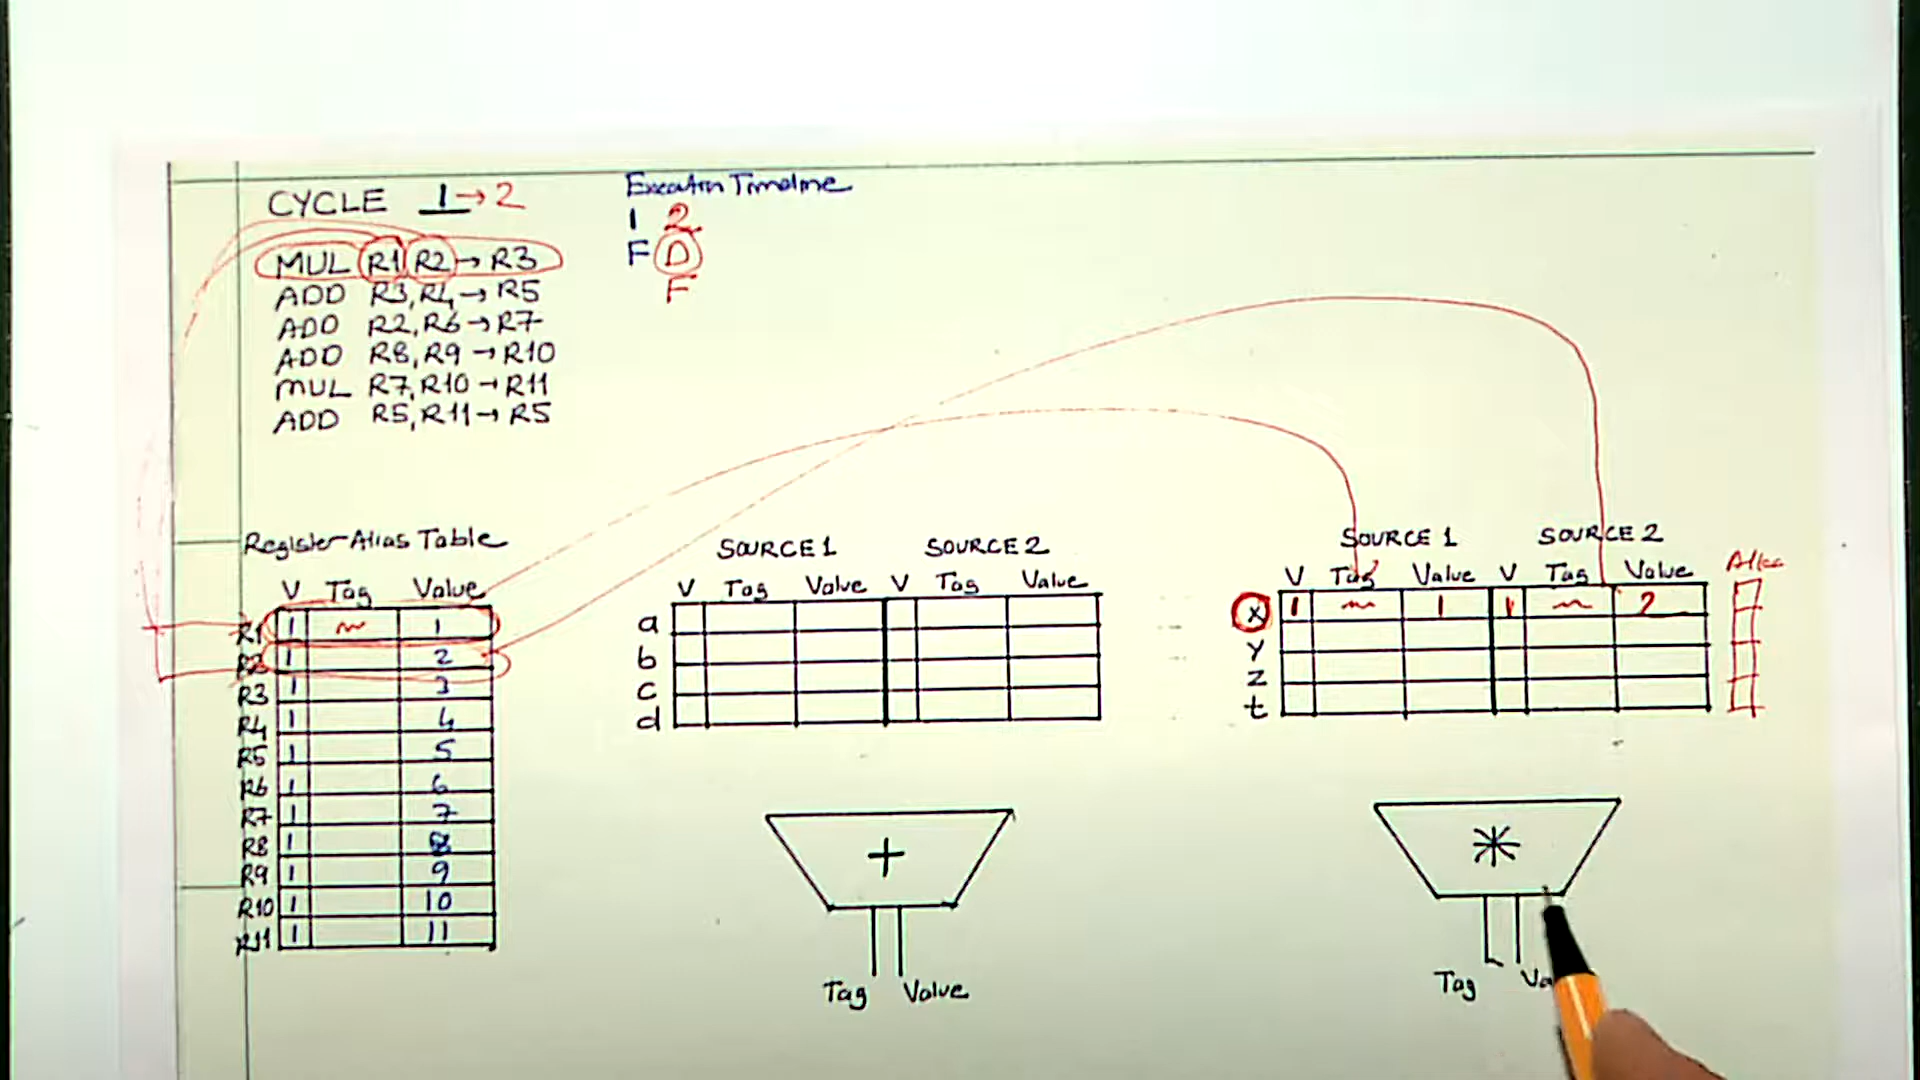 CYCLE 1→2
MUL R1 R2→R3
ADD R3,R4→R5
ADD R2,R6→R7
ADD R8,R9→R10
MUL R7,R10→R11
ADD R5,R11→R5
Execution Timeline
1 2
F D
F
Register Alias Table
V Tag Value
R1 1 ~ 1
R2 1 2
R3 1 3
R4 1 4
R5 1 5
R6 1 6
R7 1 7
R8 1 8
R9 1 9
R10 1 10
R11 1 11
SOURCE 1 SOURCE 2
V Tag Value V Tag Value
a
b
c
d
+
Tag Value
SOURCE 1 SOURCE 2
V Tag Value V Tag Value
x 1 ~ 1 1 ~ 2
y
z
t
*
Tag Va